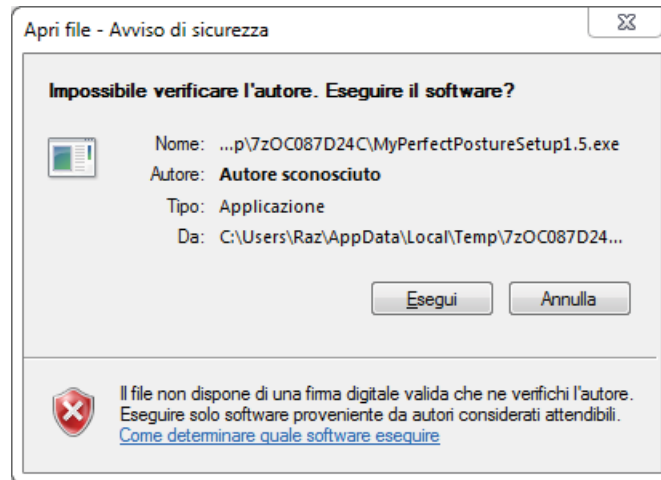 Apri file - Avviso di sicurezza
Impossibile verificare l'autore. Eseguire il software?
Nome: ...p\7zOC087D24C\MyPerfectPostureSetup1.5.exe
Autore: Autore sconosciuto
Tipo: Applicazione
Da: C:\Users\Raz\AppData\Local\Temp\7zOC087D24...
Esegui Annulla
Il file non dispone di una firma digitale valida che ne verifichi l'autore.
Eseguire solo software proveniente da autori considerati attendibili.
Come determinare quale software eseguire